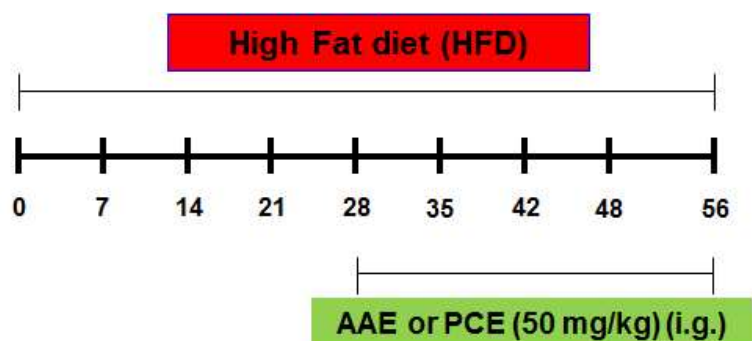 High Fat diet (HFD)
0 7 14 21 28 35 42 48 56
AAE or PCE (50 mg/kg) (i.g.)